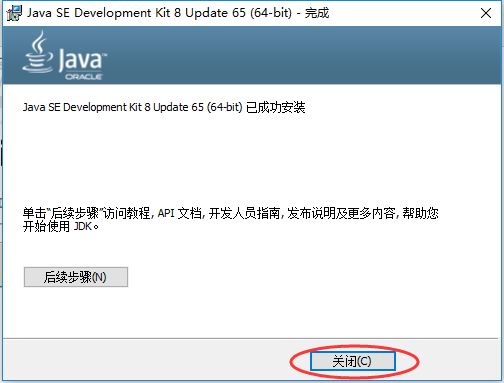 Java SE Development Kit 8 Update 65 (64-bit) - 完成
Java™
ORACLE
Java SE Development Kit 8 Update 65 (64-bit) 已成功安装
单击“后续步骤”访问教程, API 文档, 开发人员指南, 发布说明及更多内容, 帮助您
开始使用 JDK。
后续步骤(N)
关闭(C)